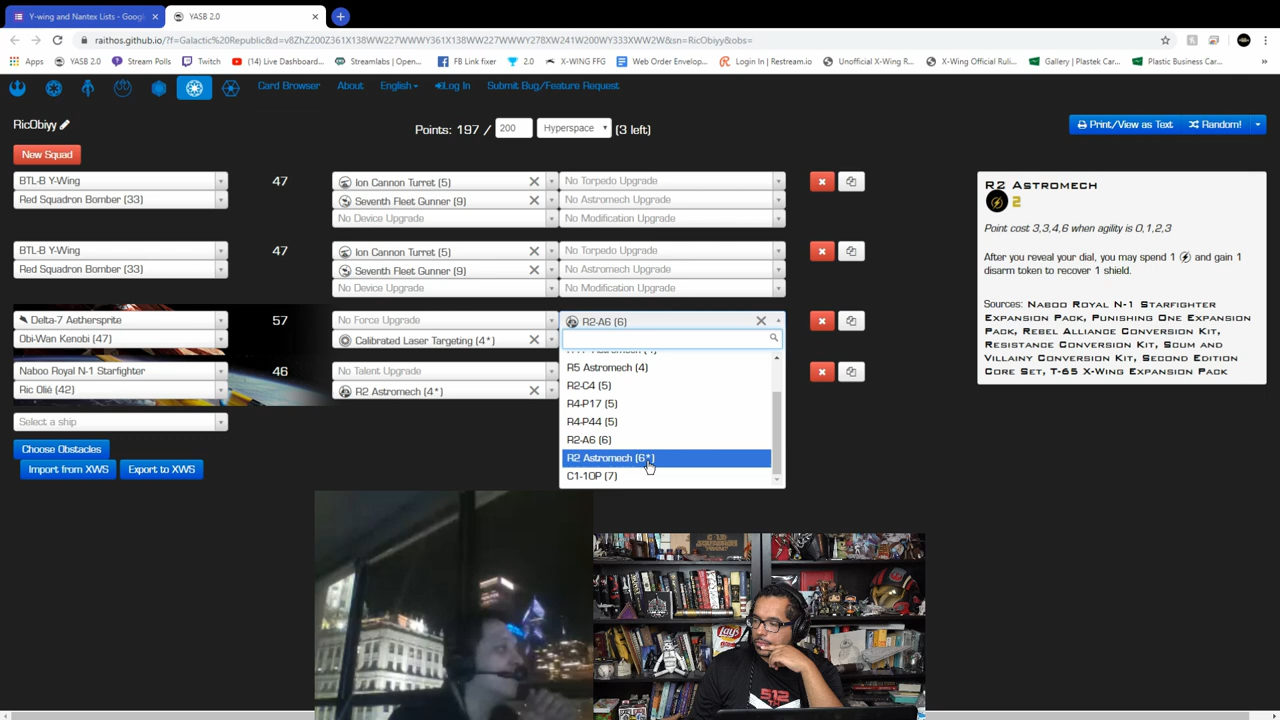 Y-wing and Nantex Lists - Goog
YASB 2.0
raithos.github.io/?f=Galactic%20Republic&d=v8ZhZ200Z361X138WW227WWWY361X138WW227WWWY278XW241W200WY333XWW2W&sn=RicObiyy&obs=
Apps
YASB 2.0
Stream Polls
Twitch
(14) Live Dashboard...
Streamlabs | Open...
FB Link fixer
2.0
X-WING FFG
Web Order Envelop...
Log In | Restream.io
Unofficial X-Wing R...
X-Wing Official Ruli...
Gallery | Plastek Car...
Plastic Business Car...
Card Browser
About
English
Log In
Submit Bug/Feature Request
RicObiyy
Points: 197 / 200
Hyperspace
(3 left)
Print/View as Text
Random!
New Squad
BTL-B Y-Wing
Red Squadron Bomber (33)
47
Ion Cannon Turret (5)
Seventh Fleet Gunner (9)
No Device Upgrade
No Torpedo Upgrade
No Astromech Upgrade
No Modification Upgrade
BTL-B Y-Wing
Red Squadron Bomber (33)
47
Ion Cannon Turret (5)
Seventh Fleet Gunner (9)
No Device Upgrade
No Torpedo Upgrade
No Astromech Upgrade
No Modification Upgrade
Delta-7 Aethersprite
Obi-Wan Kenobi (47)
57
No Force Upgrade
Calibrated Laser Targeting (4*)
R2-A6 (6)
R5 Astromech (4)
R2-C4 (5)
R4-P17 (5)
R4-P44 (5)
R2-A6 (6)
R2 Astromech (6*)
C1-10P (7)
Naboo Royal N-1 Starfighter
Ric Olié (42)
46
No Talent Upgrade
R2 Astromech (4*)
Select a ship
Choose Obstacles
Import from XWS
Export to XWS
R2 Astromech
2
Point cost 3,3,4,6 when agility is 0,1,2,3
After you reveal your dial, you may spend 1 and gain 1
disarm token to recover 1 shield.
Sources: Naboo Royal N-1 Starfighter
Expansion Pack, Punishing One
Expansion Pack, Rebel Alliance Conversion Kit,
Resistance Conversion Kit, Scum and
Villainy Conversion Kit, Second Edition
Core Set, T-65 X-Wing Expansion Pack
Lay's
512